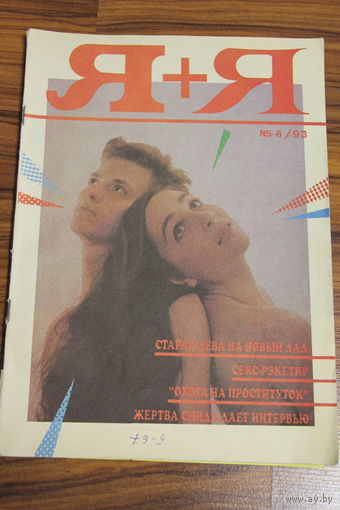 Я+Я
N5-6/93
СТАРАЯ ДЕВА НА НОВЫЙ ЛАД
СЕКС-РЭКЕТИР
"ОХОТА НА ПРОСТИТУТОК"
ЖЕРТВА СПИДА ДАЕТ ИНТЕРВЬЮ
© www.ay.by